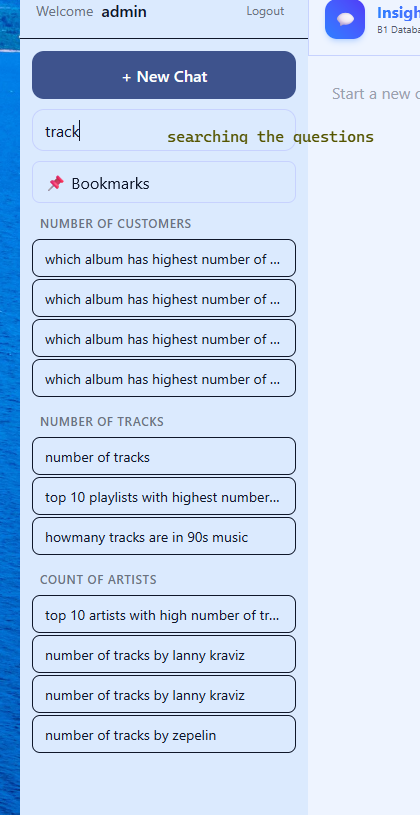 Welcome admin Logout
+ New Chat
track
searching the questions
Bookmarks
NUMBER OF CUSTOMERS
which album has highest number of ...
which album has highest number of ...
which album has highest number of ...
which album has highest number of ...
NUMBER OF TRACKS
number of tracks
top 10 playlists with highest number...
howmany tracks are in 90s music
COUNT OF ARTISTS
top 10 artists with high number of tr...
number of tracks by lanny kraviz
number of tracks by lanny kraviz
number of tracks by zepelin
Insigh
B1 Databa
Start a new c